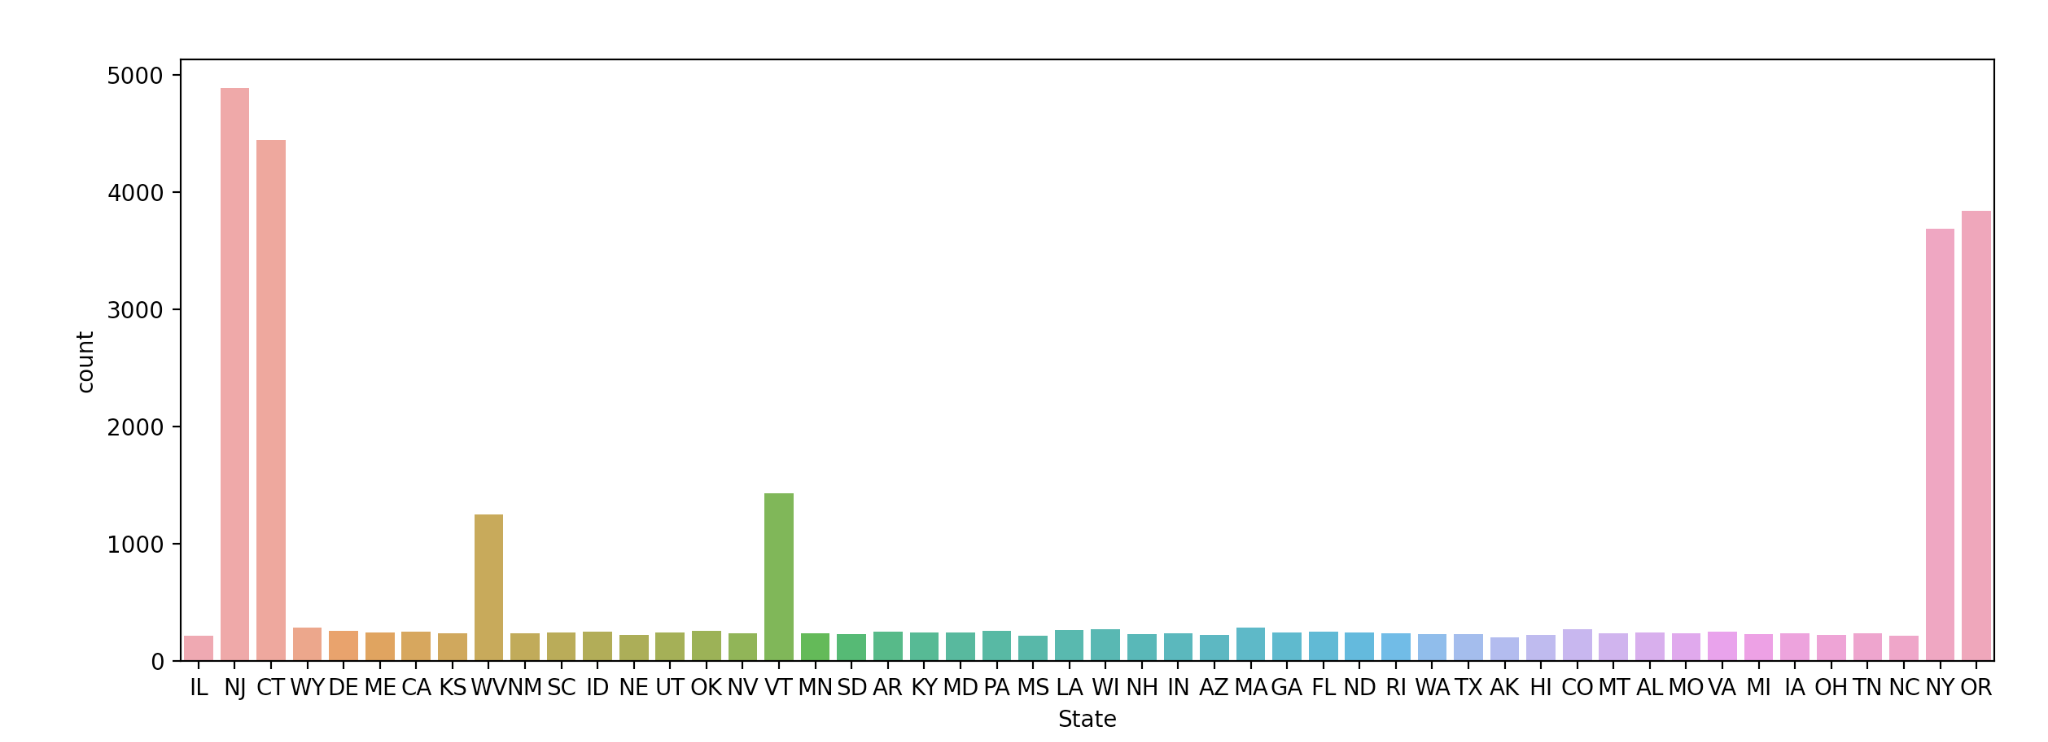 5000
4000
3000
2000
1000
0
count
IL NJ CT WY DE ME CA KS WV NM SC ID NE UT OK NV VT MN SD AR KY MD PA MS LA WI NH IN AZ MA GA FL ND RI WA TX AK HI CO MT AL MO VA MI IA OH TN NC NY OR
State